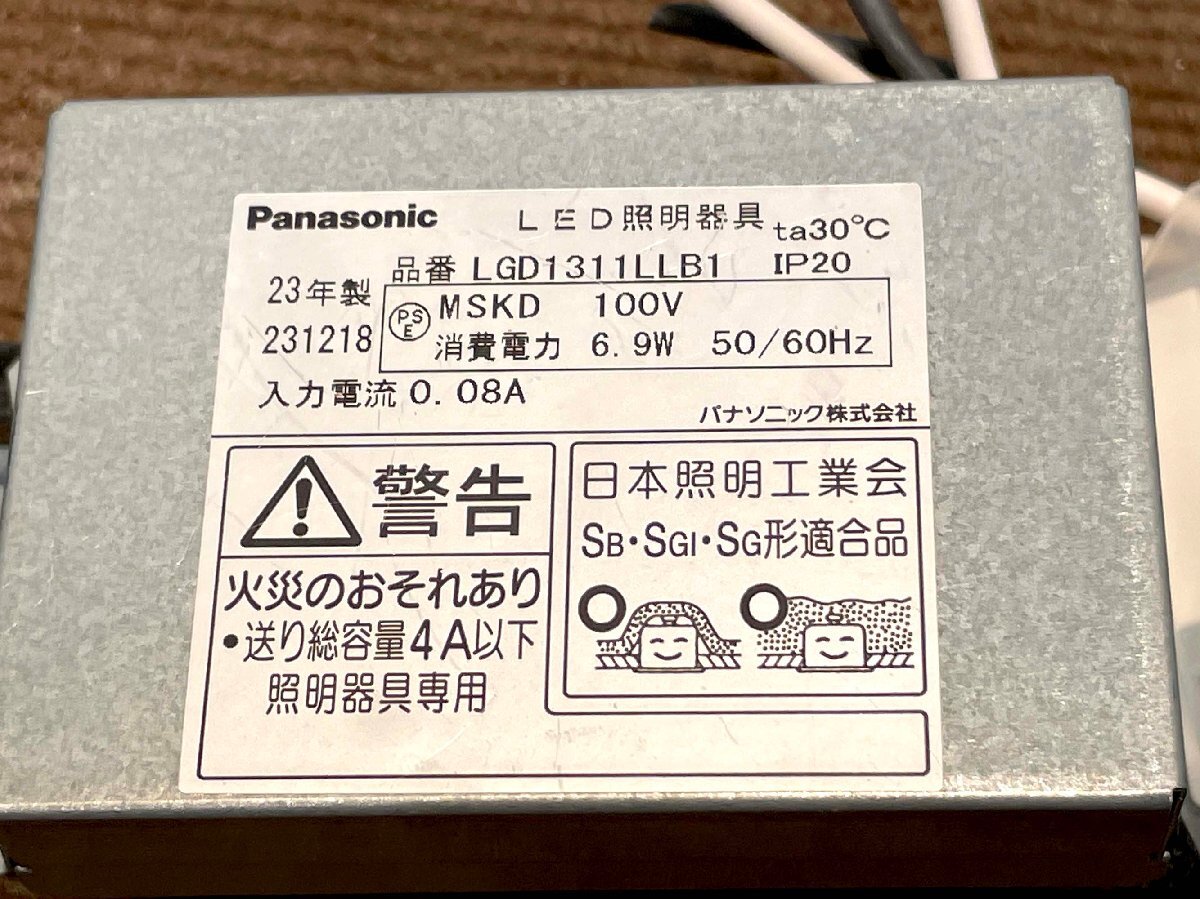 Panasonic LED照明器具 ta30℃
品番 LGD1311LLB1 IP20
23年製
231218
PSE MSKD 100V
消費電力 6.9W 50/60Hz
入力電流 0.08A
パナソニック株式会社
警告
火災のおそれあり
•送り総容量4A以下
照明器具専用
日本照明工業会
SB・SGI・SG形適合品